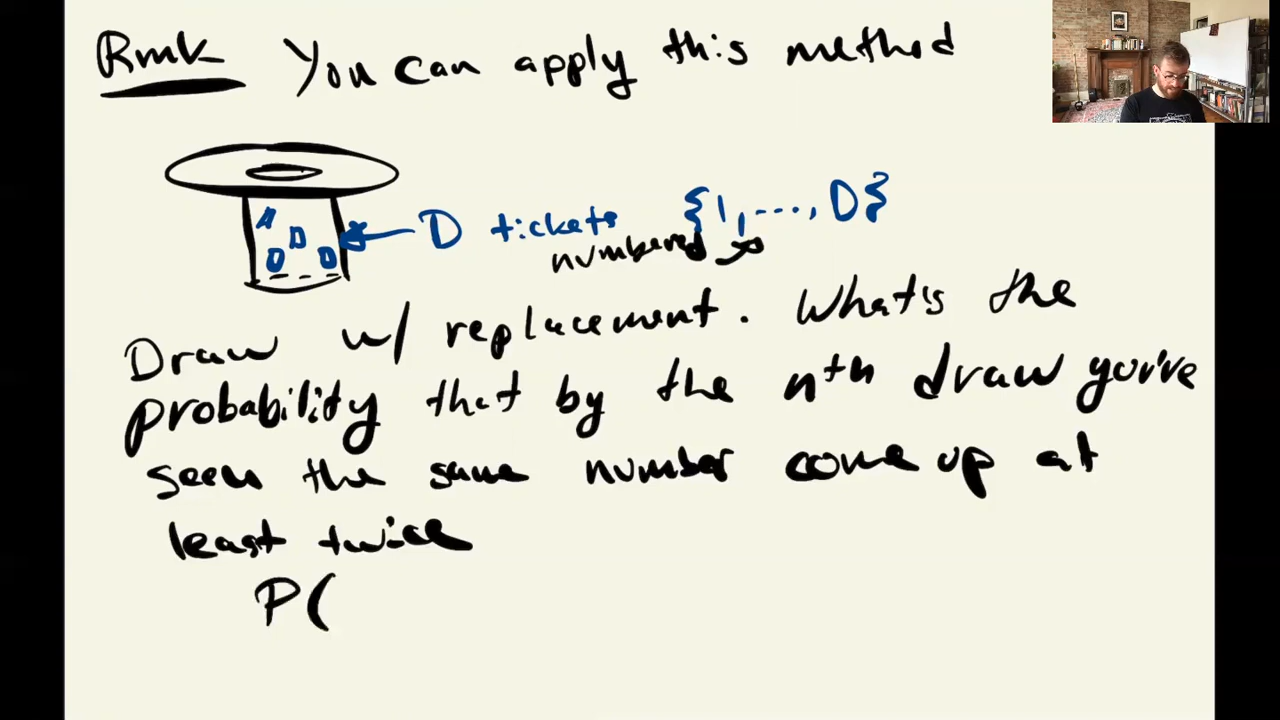 Rmk You can apply this method
D tickets {1, ..., D}
numbered
Draw w/ replacement. What's the
probability that by the nth draw you've
seen the same number come up at
least twice
P(